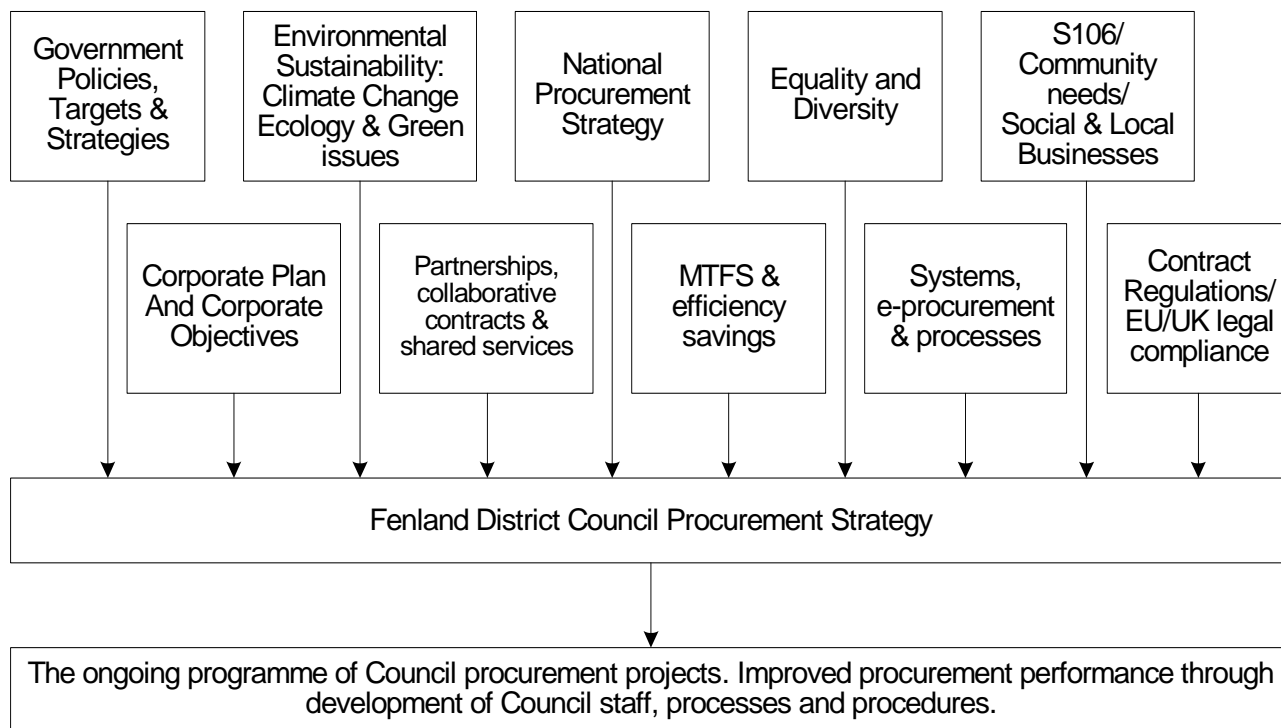 Government
Policies,
Targets &
Strategies
Environmental
Sustainability:
Climate Change
Ecology & Green
issues
National
Procurement
Strategy
Equality and
Diversity
S106/
Community
needs/
Social & Local
Businesses
Corporate Plan
And Corporate
Objectives
Partnerships,
collaborative
contracts &
shared services
MTFS &
efficiency
savings
Systems,
e-procurement
& processes
Contract
Regulations/
EU/UK legal
compliance
Fenland District Council Procurement Strategy
The ongoing programme of Council procurement projects. Improved procurement performance through
development of Council staff, processes and procedures.